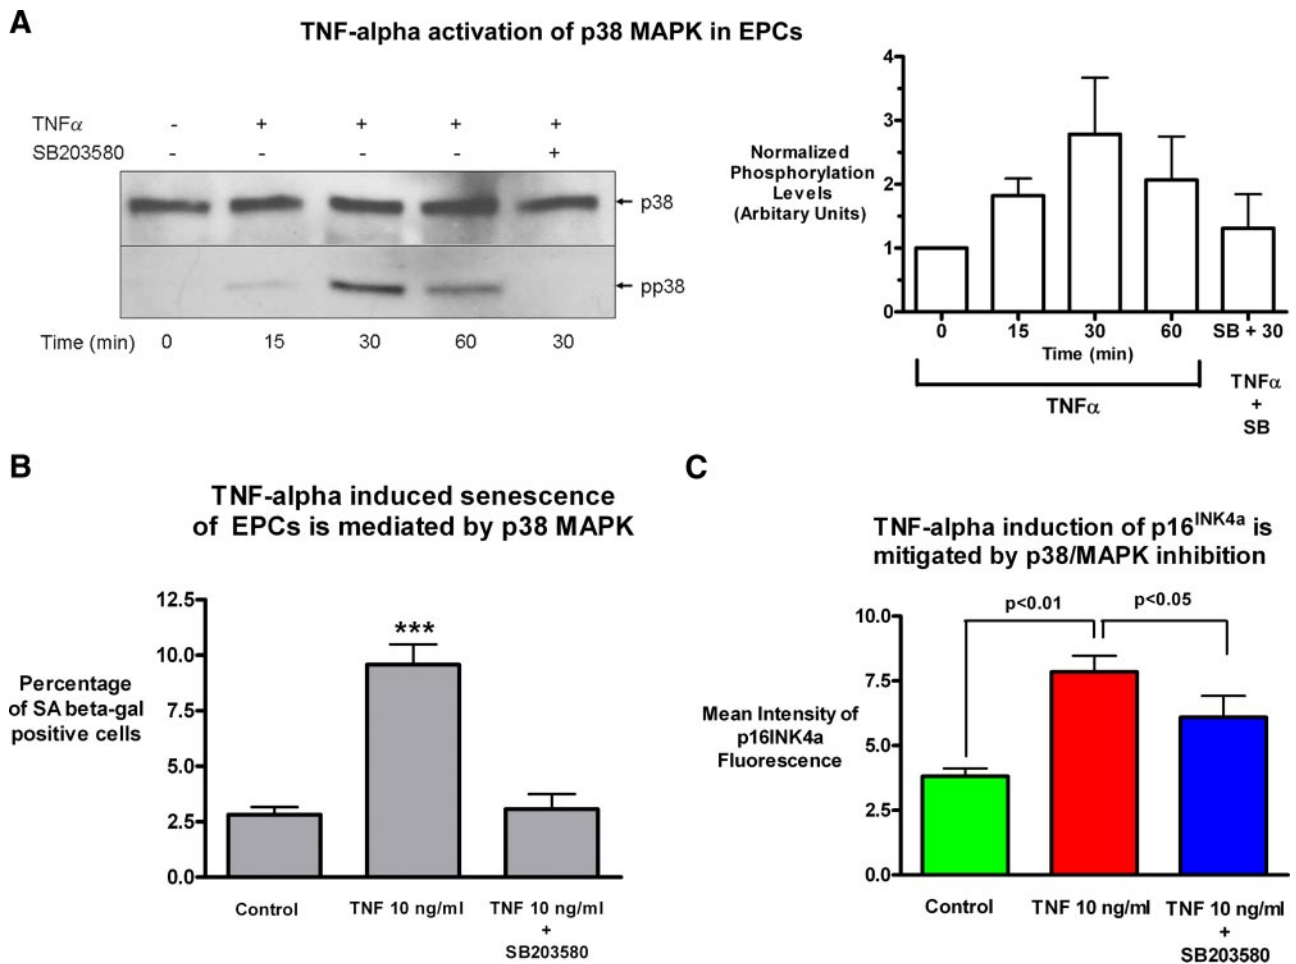 A
TNF-alpha activation of p38 MAPK in EPCs
TNFα - + + + +
SB203580 - - - - +
p38
pp38
Time (min) 0 15 30 60 30
4
3
2
1
0
Normalized
Phosphorylation
Levels
(Arbitary Units)
0 15 30 60 SB + 30
Time (min)
TNFα
TNFα
+
SB
B
TNF-alpha induced senescence
of EPCs is mediated by p38 MAPK
12.5
10.0
7.5
5.0
2.5
0.0
***
Percentage
of SA beta-gal
positive cells
Control TNF 10 ng/ml TNF 10 ng/ml
+
SB203580
C
TNF-alpha induction of p16INK4a is
mitigated by p38/MAPK inhibition
p<0.01 p<0.05
10.0
7.5
5.0
2.5
0.0
Mean Intensity of
p16INK4a
Fluorescence
Control TNF 10 ng/ml TNF 10 ng/ml
+
SB203580